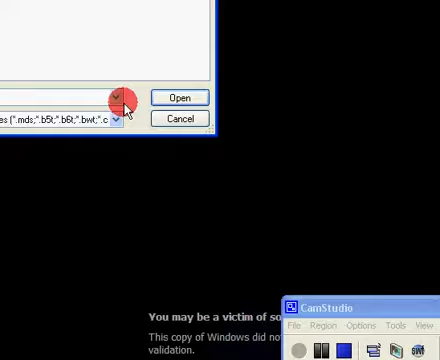 Open
es (*.mds;*.b5t;*.b6t;*.bwt;*.c
Cancel
You may be a victim of so
CamStudio
File Region Options Tools View
This copy of Windows did no
validation.
SWF